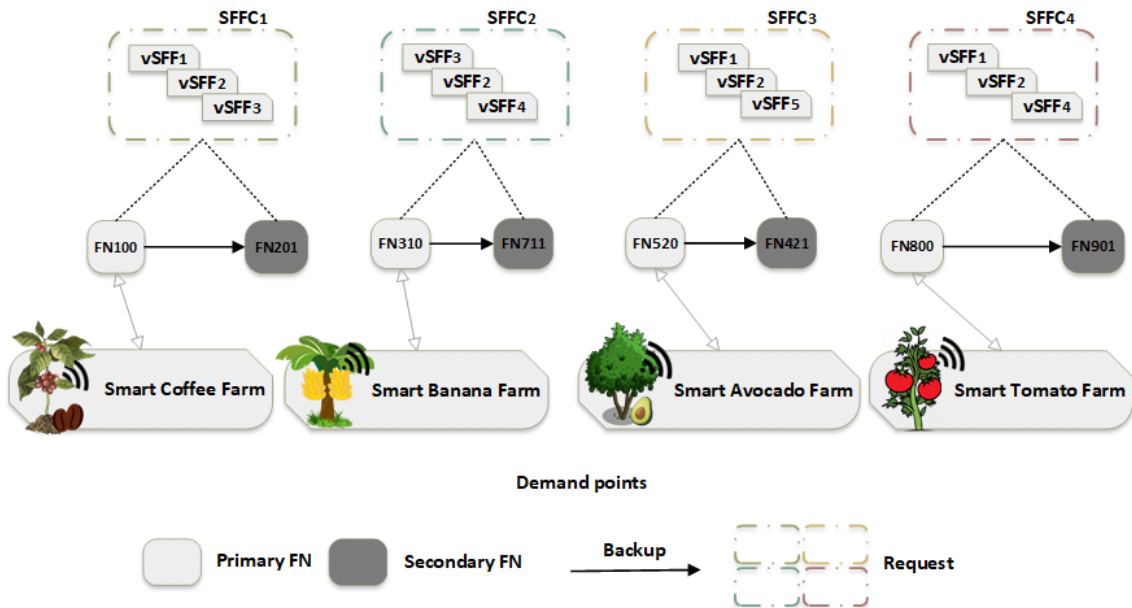 SFFC1 SFFC2 SFFC3 SFFC4
vSFF1 vSFF3 vSFF1 vSFF1
vSFF2 vSFF2 vSFF2 vSFF2
vSFF3 vSFF4 vSFF5 vSFF4
FN100 FN201 FN310 FN711 FN520 FN421 FN800 FN901
Smart Coffee Farm Smart Banana Farm Smart Avocado Farm Smart Tomato Farm
Demand points
Primary FN Secondary FN Backup Request